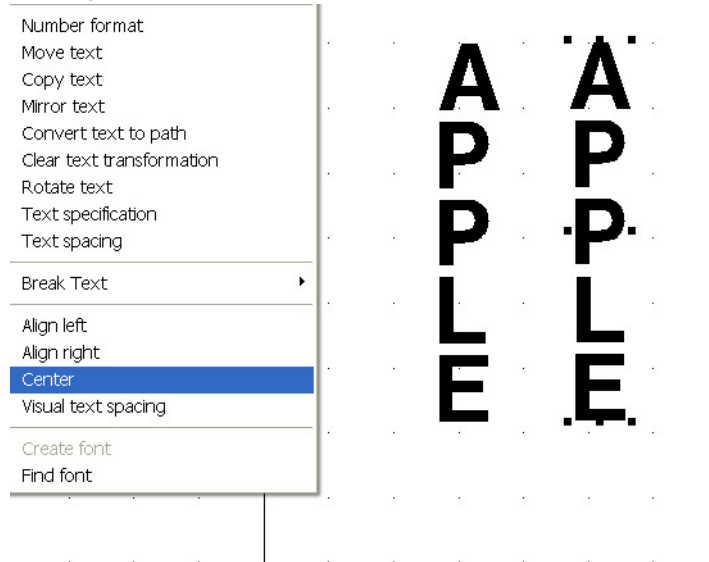 Number format
Move text
Copy text
Mirror text
Convert text to path
Clear text transformation
Rotate text
Text specification
Text spacing
Break Text
Align left
Align right
Center
Visual text spacing
Create font
Find font
A A
P P
P P
L L
E E